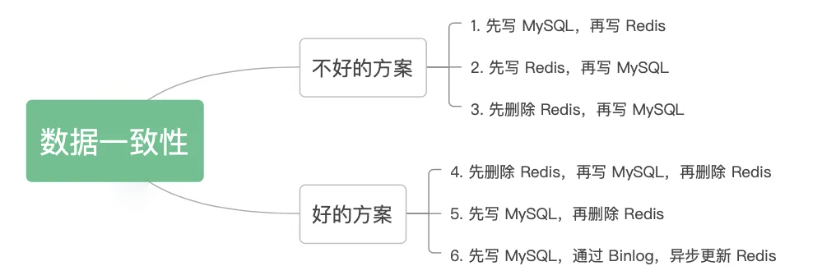 数据一致性
不好的方案
1. 先写 MySQL，再写 Redis
2. 先写 Redis，再写 MySQL
3. 先删除 Redis，再写 MySQL
好的方案
4. 先删除 Redis，再写 MySQL，再删除 Redis
5. 先写 MySQL，再删除 Redis
6. 先写 MySQL，通过 Binlog，异步更新 Redis